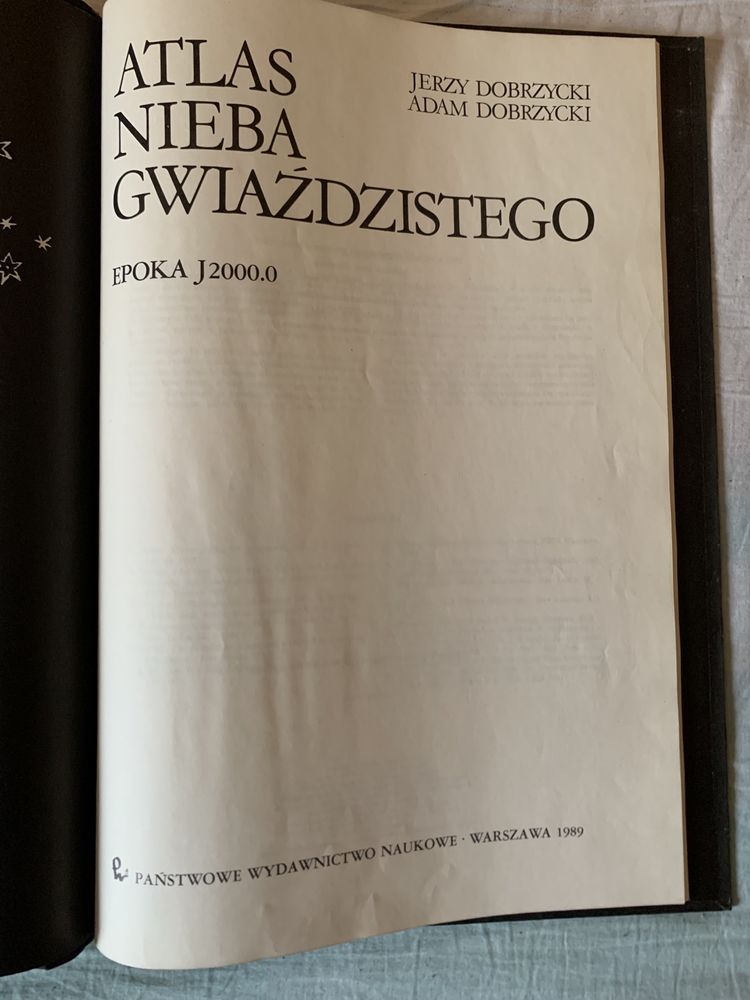 ATLAS
NIEBA
GWIAŹDZISTEGO
JERZY DOBRZYCKI
ADAM DOBRZYCKI
EPOKA J2000.0
PAŃSTWOWE WYDAWNICTWO NAUKOWE · WARSZAWA 1989